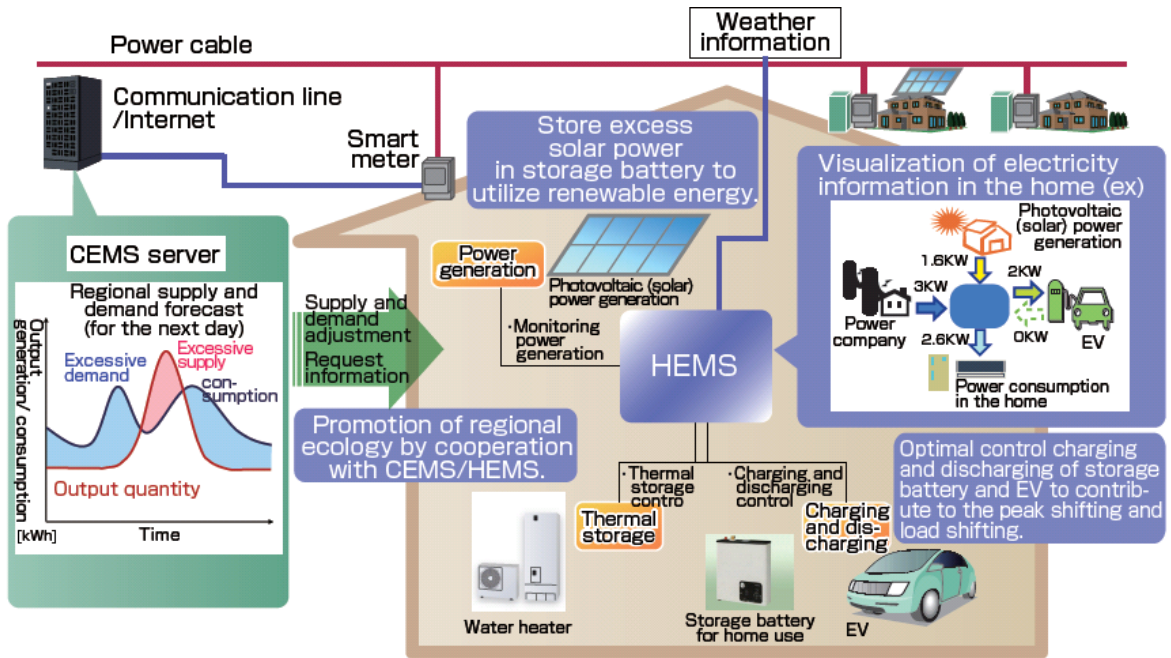 Weather
information
Power cable
Communication line
/Internet
Smart
meter
Store excess
solar power
in storage battery to
utilize renewable energy.
Visualization of electricity
information in the home (ex)
Photovoltaic
(solar) power
generation
1.6KW
2KW
3KW
0KW
2.6KW
Power
company
EV
Power consumption
in the home
CEMS server
Regional supply and
demand forecast
(for the next day)
Output
generation/ consumption
[kWh]
Excessive
demand
Excessive
supply
con-
sumption
Output quantity
Time
Supply and
demand
adjustment
Request
information
Power
generation
Photovoltaic (solar)
power generation
·Monitoring
power
generation
HEMS
Promotion of regional
ecology by cooperation
with CEMS/HEMS.
·Thermal
storage
contro
·Charging and
discharging
control
Thermal
storage
Charging
and dis-
charging
Optimal control charging
and discharging of storage
battery and EV to contrib-
ute to the peak shifting and
load shifting.
Water heater
Storage battery
for home use
EV